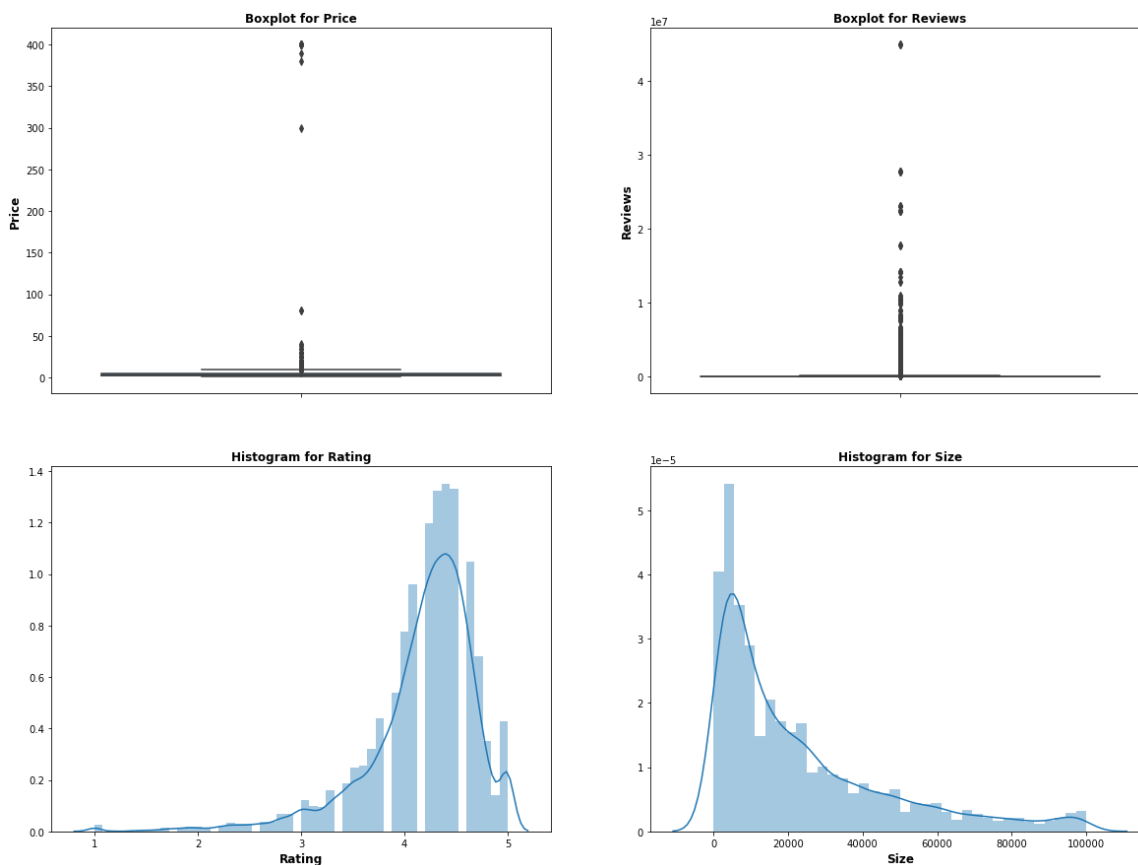 Boxplot for Price
400
350
300
250
200
150
100
50
0
Price
Boxplot for Reviews
1e7
4
3
2
1
0
Reviews
Histogram for Rating
1.4
1.2
1.0
0.8
0.6
0.4
0.2
0.0
1 2 3 4 5
Rating
Histogram for Size
1e−5
5
4
3
2
1
0
0 20000 40000 60000 80000 100000
Size